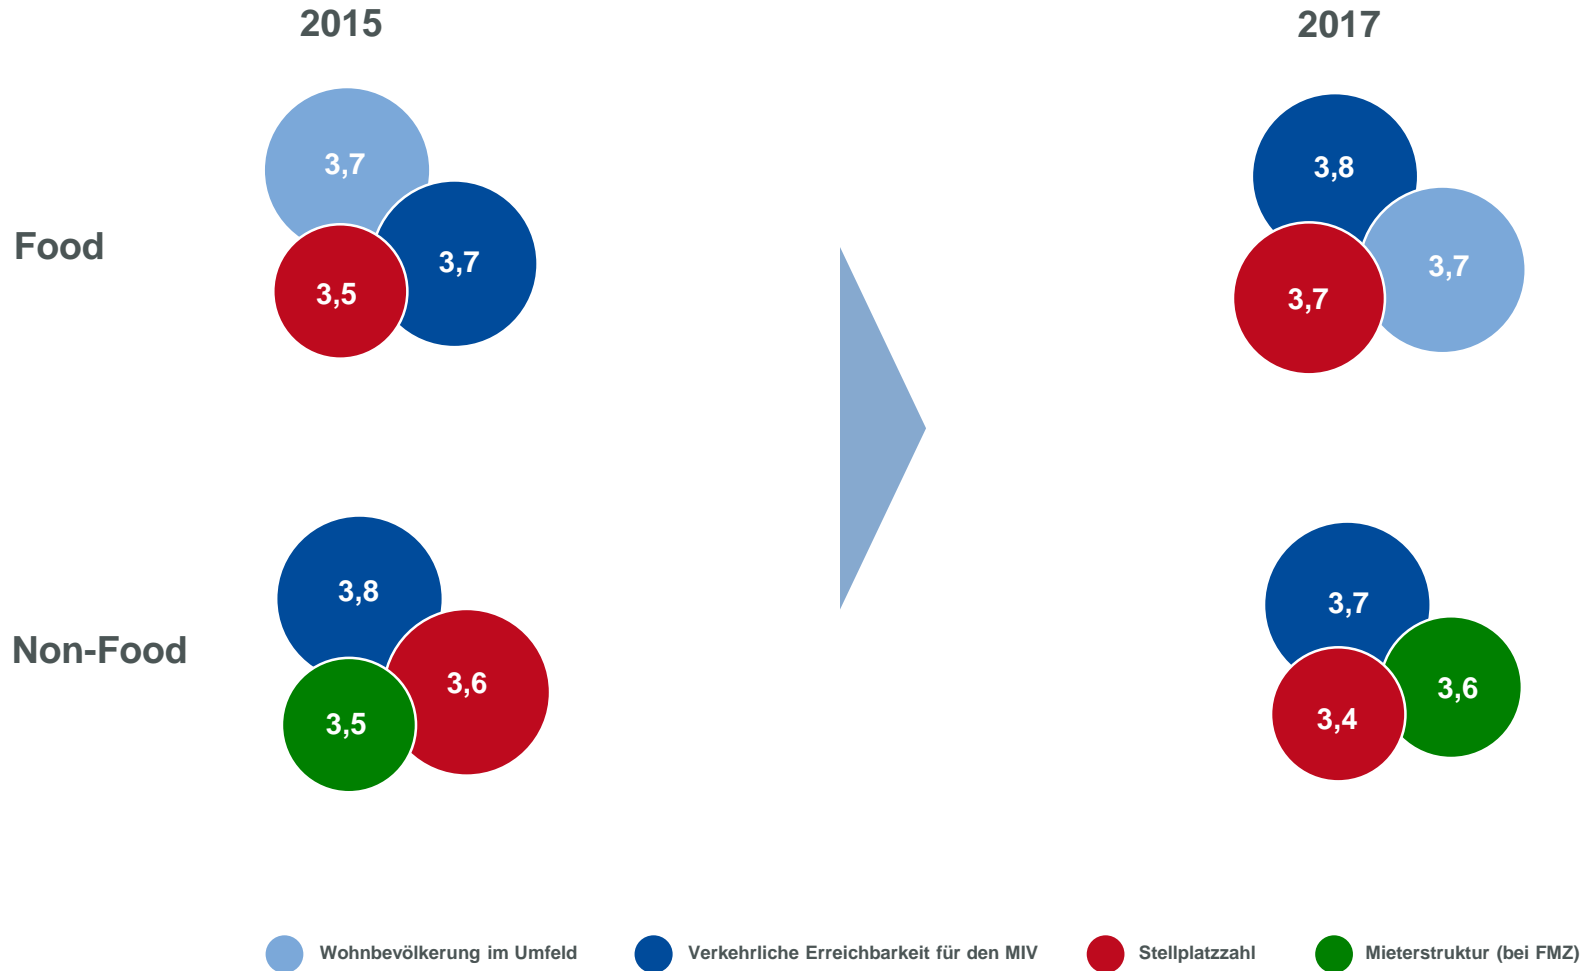 2015
2017
Food
3,7
3,7
3,5
3,8
3,7
3,7
Non-Food
3,8
3,6
3,5
3,7
3,6
3,4
Wohnbevölkerung im Umfeld
Verkehrliche Erreichbarkeit für den MIV
Stellplatzzahl
Mieterstruktur (bei FMZ)